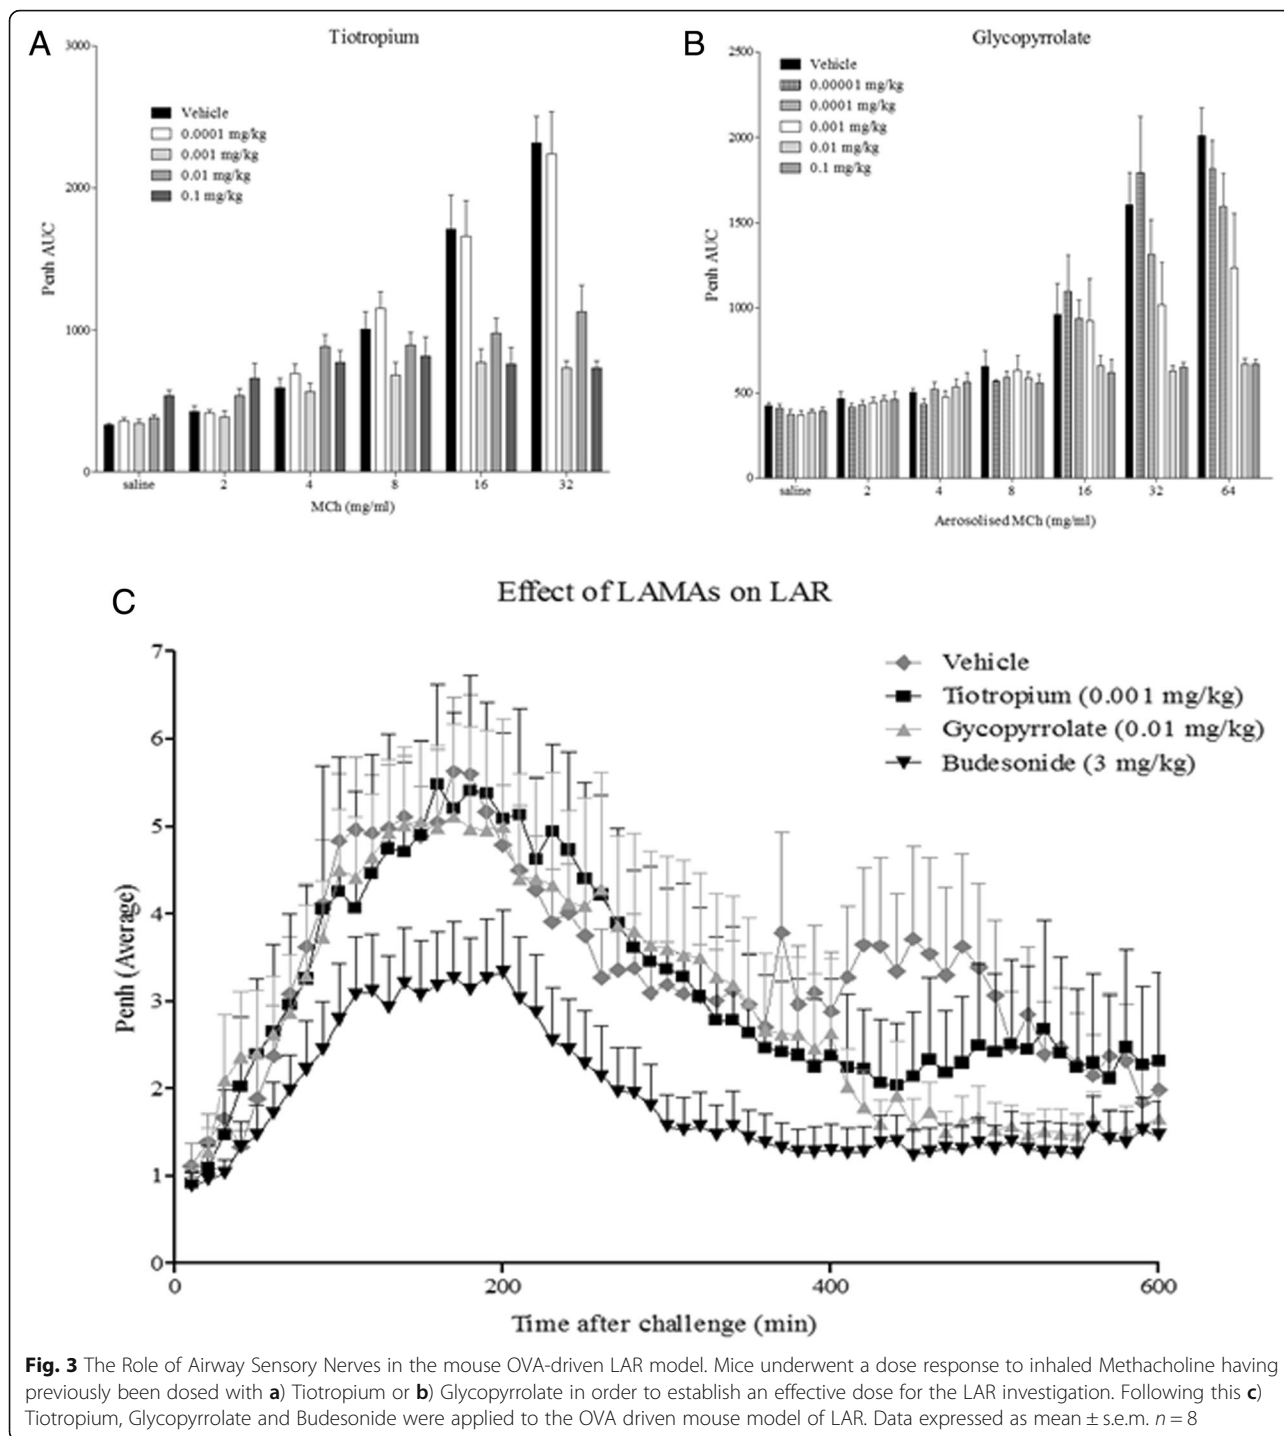 A
Tiotropium
3000
2000
1000
0
Penh AUC
Vehicle
0.0001 mg/kg
0.001 mg/kg
0.01 mg/kg
0.1 mg/kg
saline 2 4 8 16 32
MCh (mg/ml)
B
Glycopyrrolate
2500
2000
1500
1000
500
0
Penh AUC
Vehicle
0.00001 mg/kg
0.0001 mg/kg
0.001 mg/kg
0.01 mg/kg
0.1 mg/kg
saline 2 4 8 16 32 64
Aerosolised MCh (mg/ml)
C
Effect of LAMAs on LAR
7
6
5
4
3
2
1
0
Penh (Average)
Vehicle
Tiotropium (0.001 mg/kg)
Gycopyrrolate (0.01 mg/kg)
Budesonide (3 mg/kg)
0 200 400 600
Time after challenge (min)
Fig. 3 The Role of Airway Sensory Nerves in the mouse OVA-driven LAR model. Mice underwent a dose response to inhaled Methacholine having
previously been dosed with a) Tiotropium or b) Glycopyrrolate in order to establish an effective dose for the LAR investigation. Following this c)
Tiotropium, Glycopyrrolate and Budesonide were applied to the OVA driven mouse model of LAR. Data expressed as mean ± s.e.m. n = 8